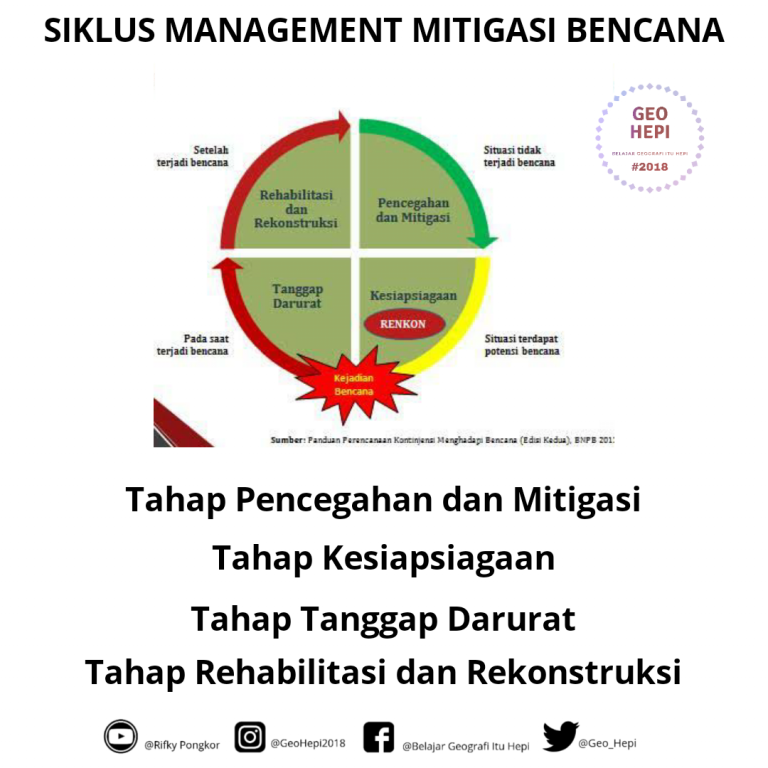 SIKLUS MANAGEMENT MITIGASI BENCANA
GEO
HEPI
BELAJAR GEOGRAFI ITU HEPI
#2018
Setelah
terjadi bencana
Situasi tidak
terjadi bencana
Rehabilitasi
dan
Rekonstruksi
Pencegahan
dan Mitigasi
Tanggap
Darurat
Kesiapsiagaan
RENKON
Pada saat
terjadi bencana
Situasi terdapat
potensi bencana
Kejadian
Bencana
Sumber: Panduan Perencanaan Kontinjensi Menghadapi Bencana (Edisi Kedua), BNPB
Tahap Pencegahan dan Mitigasi
Tahap Kesiapsiagaan
Tahap Tanggap Darurat
Tahap Rehabilitasi dan Rekonstruksi
@Rifky Pongkor
@GeoHepi2018
@Belajar Geografi Itu Hepi
@Geo_Hepi